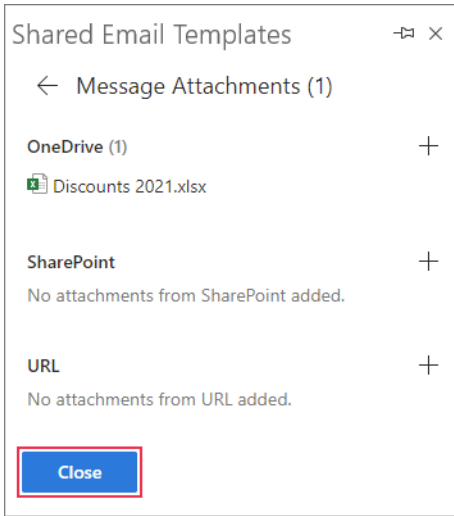 Shared Email Templates
Message Attachments (1)
OneDrive (1)
Discounts 2021.xlsx
SharePoint
No attachments from SharePoint added.
URL
No attachments from URL added.
Close